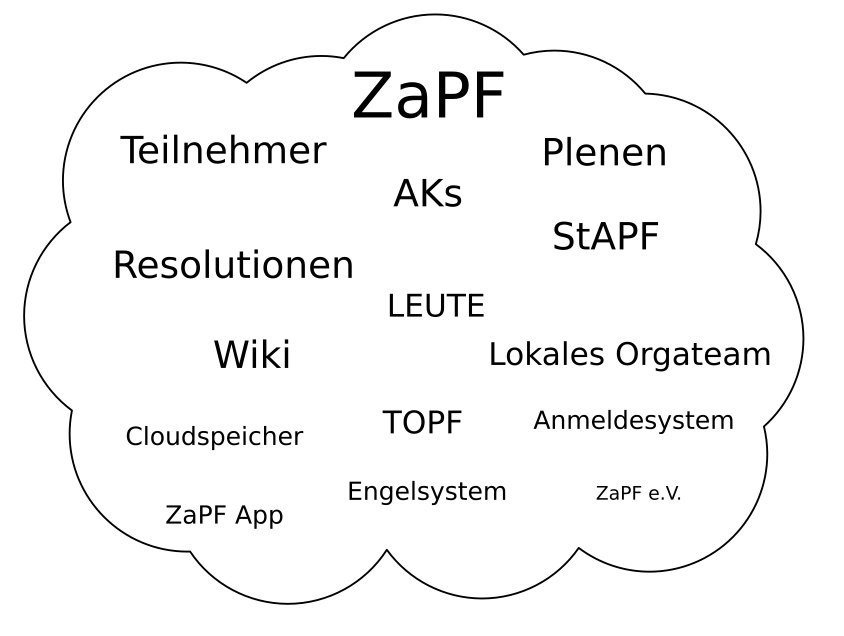 ZaPF
Teilnehmer
Plenen
AKs
StAPF
Resolutionen
LEUTE
Wiki
Lokales Orgateam
Cloudspeicher
TOPF
Anmeldesystem
Engelsystem
ZaPF e.V.
ZaPF App